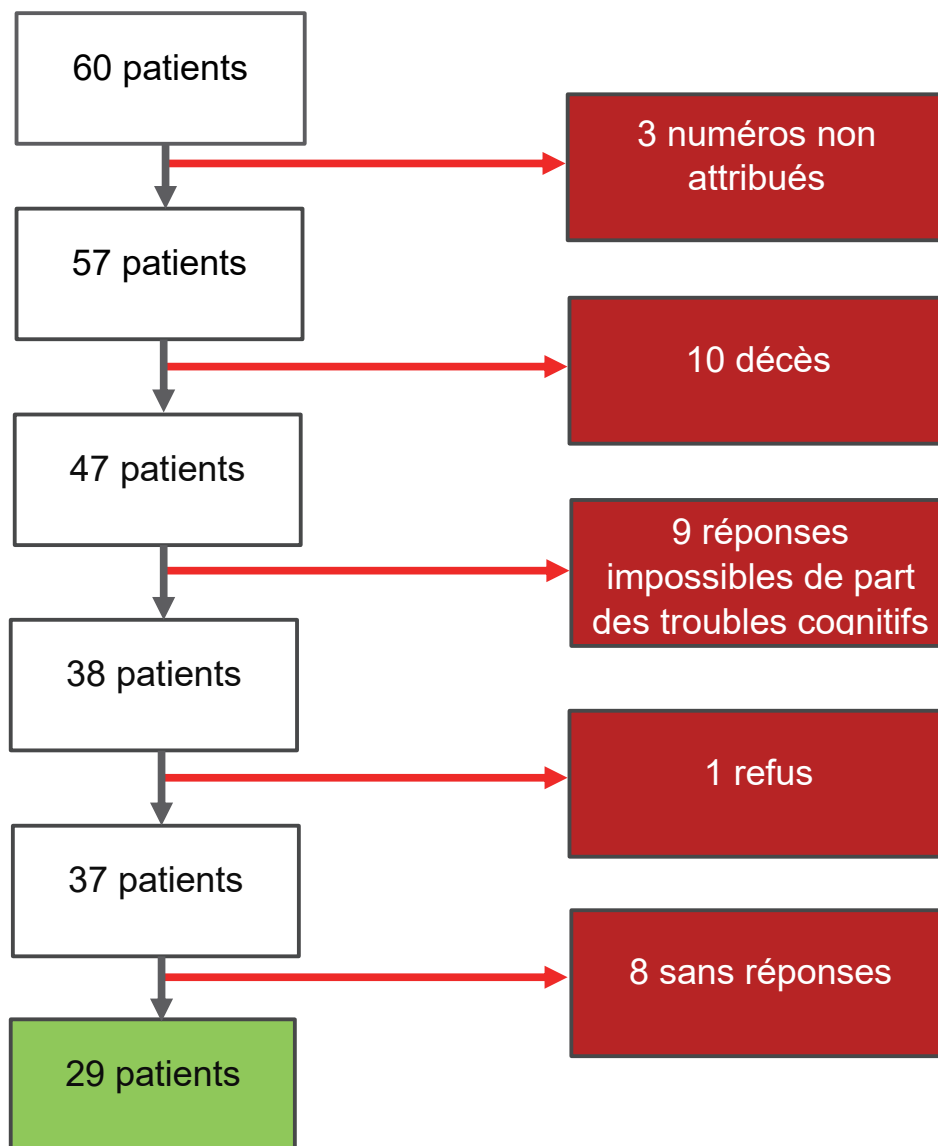 60 patients
3 numéros non
attribués
57 patients
10 décès
47 patients
9 réponses
impossibles de part
des troubles cognitifs
38 patients
1 refus
37 patients
8 sans réponses
29 patients